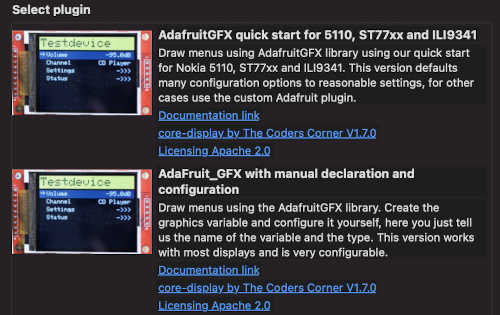 Select plugin
AdafruitGFX quick start for 5110, ST77xx and ILI9341
Draw menus using AdafruitGFX library using our quick start
for Nokia 5110, ST77xx and ILI9341. This version defaults
many configuration options to reasonable settings, for other
cases use the custom Adafruit plugin.
Documentation link
core-display by The Coders Corner V1.7.0
Licensing Apache 2.0
Testdevice
Volume -95.0dB
Channel CD Player
Settings ->>>
Status ->>>
AdaFruit_GFX with manual declaration and
configuration
Draw menus using the AdafruitGFX library. Create the
graphics variable and configure it yourself, here you just tell
us the name of the variable and the type. This version works
with most displays and is very configurable.
Documentation link
core-display by The Coders Corner V1.7.0
Licensing Apache 2.0
Testdevice
Volume -95.0dB
Channel CD Player
Settings ->>>
Status ->>>